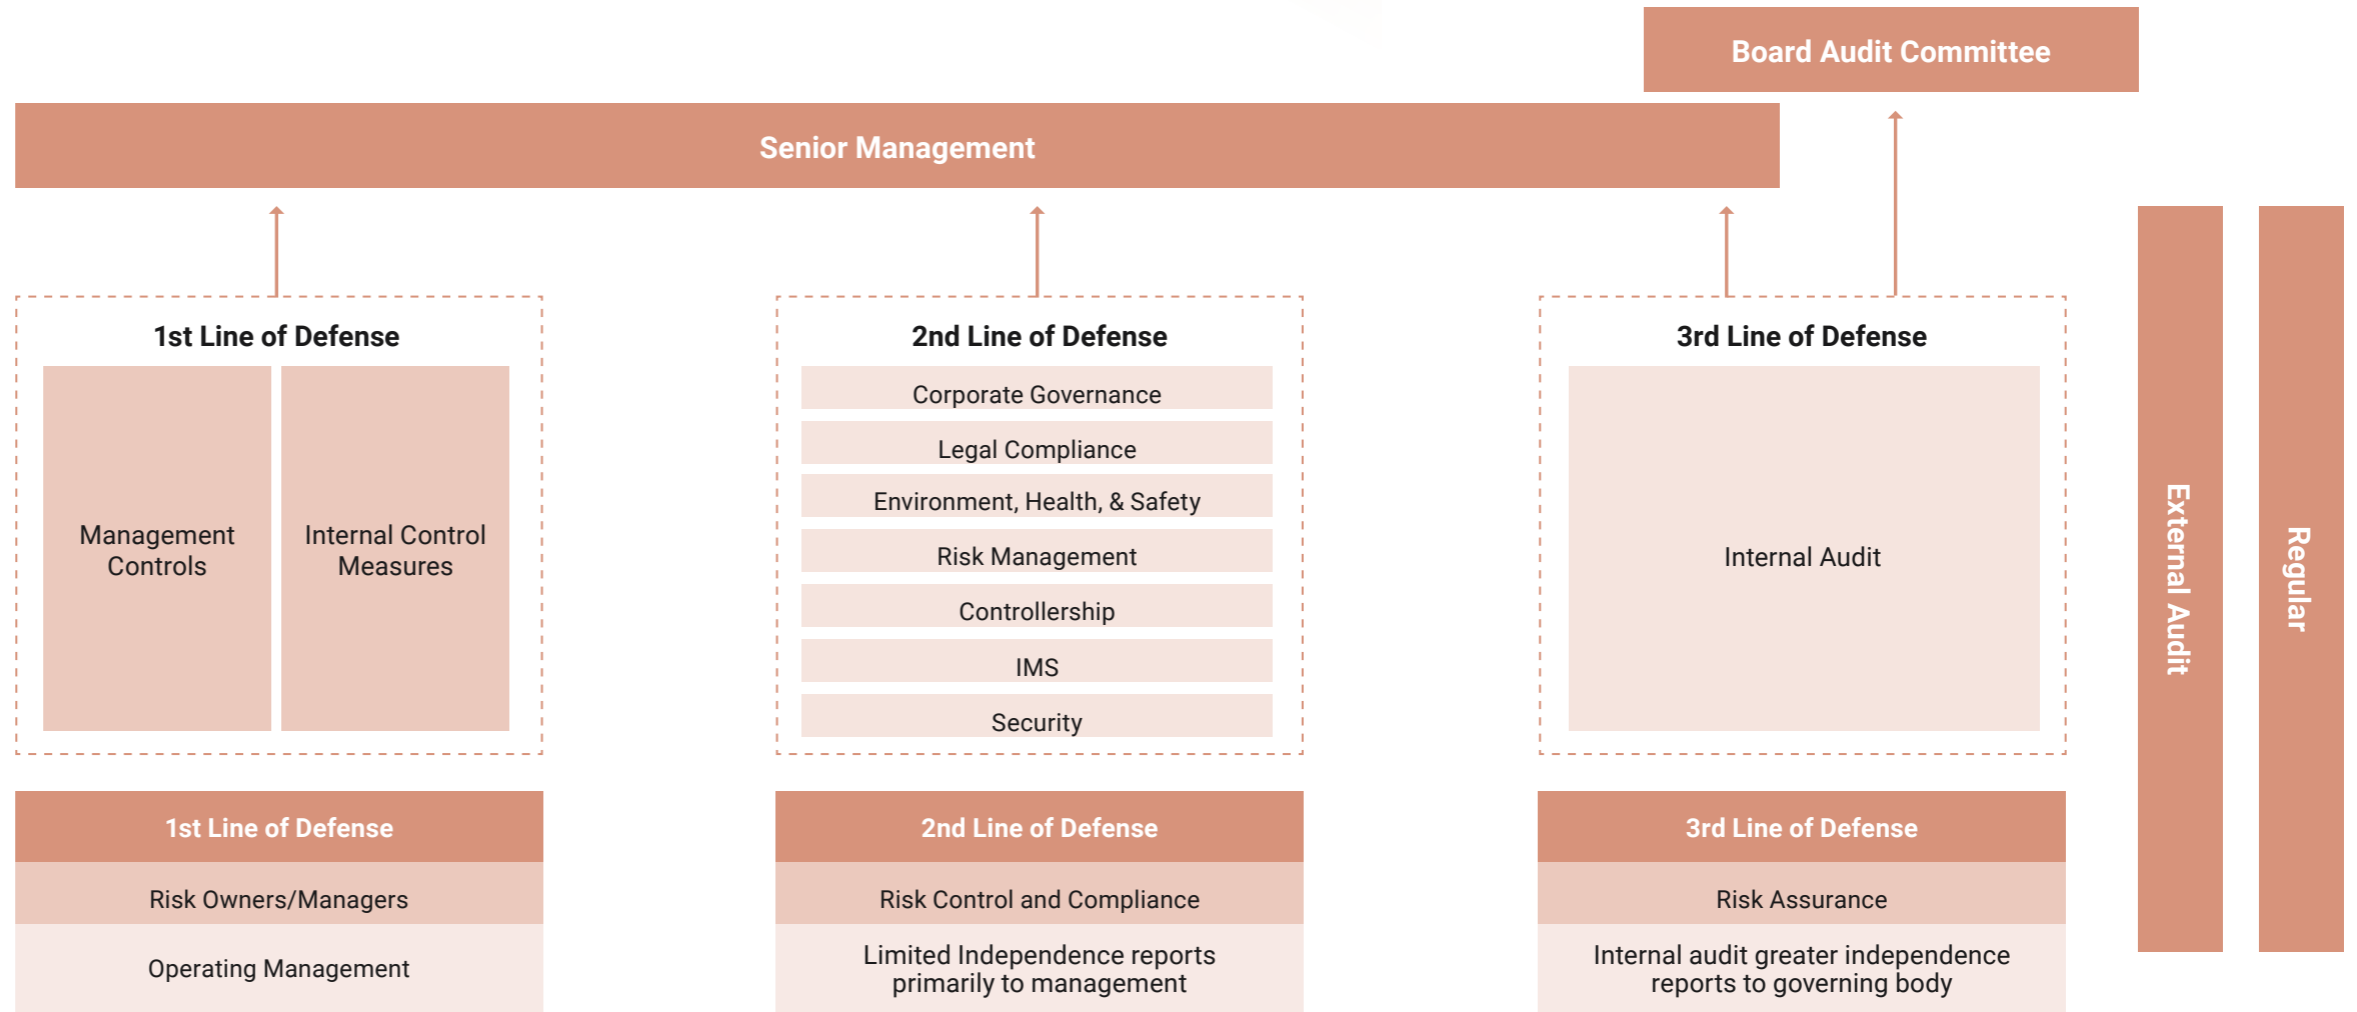 Board Audit Committee
Senior Management
1st Line of Defense
Management
Controls
Internal Control
Measures
2nd Line of Defense
Corporate Governance
Legal Compliance
Environment, Health, & Safety
Risk Management
Controllership
IMS
Security
3rd Line of Defense
Internal Audit
External Audit
Regular
1st Line of Defense
Risk Owners/Managers
Operating Management
2nd Line of Defense
Risk Control and Compliance
Limited Independence reports
primarily to management
3rd Line of Defense
Risk Assurance
Internal audit greater independence
reports to governing body